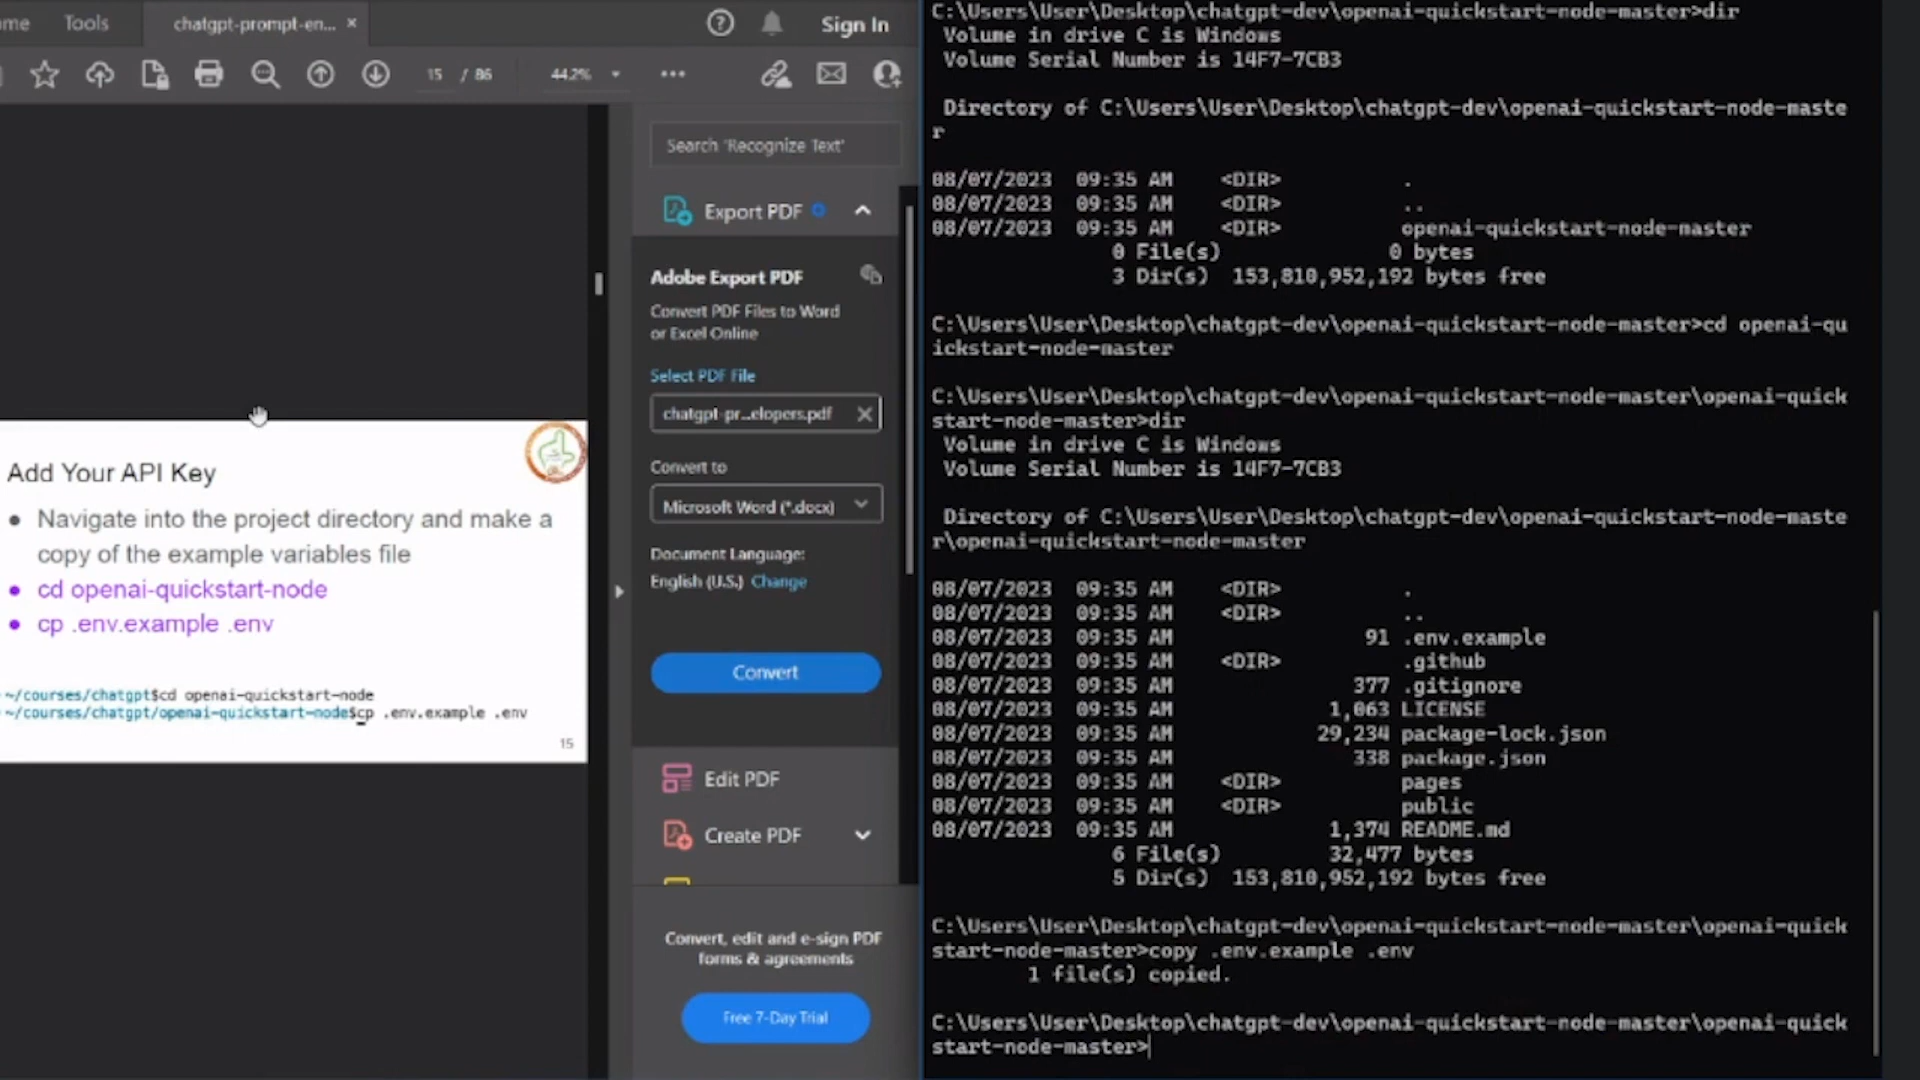 Tools
chatgpt-prompt-en...
Sign In
15 / 86
44.2%
Search 'Recognize Text'
Export PDF
Adobe Export PDF
Convert PDF Files to Word
or Excel Online
Select PDF File
chatgpt-pr...elopers.pdf
Convert to
Microsoft Word (*.docx)
Document Language:
English (U.S.) Change
Convert
Edit PDF
Create PDF
Convert, edit and e-sign PDF
forms & agreements
Free 7-Day Trial
Add Your API Key
• Navigate into the project directory and make a
copy of the example variables file
• cd openai-quickstart-node
• cp .env.example .env
~/courses/chatgpt$cd openai-quickstart-node
~/courses/chatgpt/openai-quickstart-node$cp .env.example .env
15
C:\Users\User\Desktop\chatgpt-dev\openai-quickstart-node-master>dir
Volume in drive C is Windows
Volume Serial Number is 14F7-7CB3
Directory of C:\Users\User\Desktop\chatgpt-dev\openai-quickstart-node-maste
r
08/07/2023 09:35 AM <DIR> .
08/07/2023 09:35 AM <DIR> ..
08/07/2023 09:35 AM <DIR> openai-quickstart-node-master
0 File(s) 0 bytes
3 Dir(s) 153,810,952,192 bytes free
C:\Users\User\Desktop\chatgpt-dev\openai-quickstart-node-master>cd openai-qu
ickstart-node-master
C:\Users\User\Desktop\chatgpt-dev\openai-quickstart-node-master\openai-quick
start-node-master>dir
Volume in drive C is Windows
Volume Serial Number is 14F7-7CB3
Directory of C:\Users\User\Desktop\chatgpt-dev\openai-quickstart-node-maste
r\openai-quickstart-node-master
08/07/2023 09:35 AM <DIR> .
08/07/2023 09:35 AM <DIR> ..
08/07/2023 09:35 AM 91 .env.example
08/07/2023 09:35 AM <DIR> .github
08/07/2023 09:35 AM 377 .gitignore
08/07/2023 09:35 AM 1,063 LICENSE
08/07/2023 09:35 AM 29,234 package-lock.json
08/07/2023 09:35 AM 338 package.json
08/07/2023 09:35 AM <DIR> pages
08/07/2023 09:35 AM <DIR> public
08/07/2023 09:35 AM 1,374 README.md
6 File(s) 32,477 bytes
5 Dir(s) 153,810,952,192 bytes free
C:\Users\User\Desktop\chatgpt-dev\openai-quickstart-node-master\openai-quick
start-node-master>copy .env.example .env
1 file(s) copied.
C:\Users\User\Desktop\chatgpt-dev\openai-quickstart-node-master\openai-quick
start-node-master>